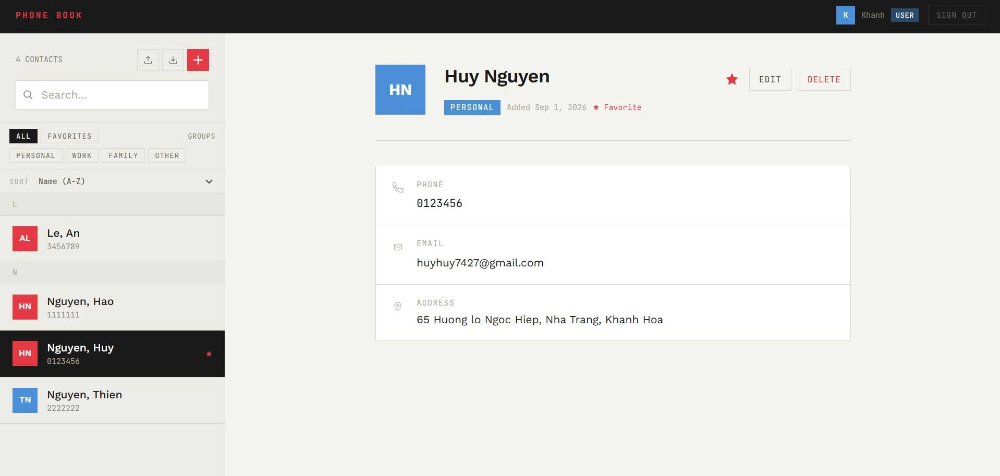 PHONE BOOK
K Khanh USER SIGN OUT
4 CONTACTS
Search...
ALL FAVORITES GROUPS
PERSONAL WORK FAMILY OTHER
SORT Name (A–Z)
L
AL Le, An
3456789
N
HN Nguyen, Hao
1111111
HN Nguyen, Huy
0123456
TN Nguyen, Thien
2222222
HN
Huy Nguyen
EDIT DELETE
PERSONAL Added Sep 1, 2026 ★ Favorite
PHONE
0123456
EMAIL
huyhuy7427@gmail.com
ADDRESS
65 Huong lo Ngoc Hiep, Nha Trang, Khanh Hoa